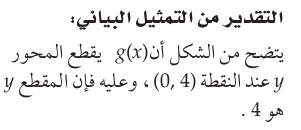 التقدير من التمثيل البياني:
يتضح من الشكل أن g(x) يقطع المحور
y عند النقطة (0, 4) ، وعليه فإن المقطع y
هو 4 .